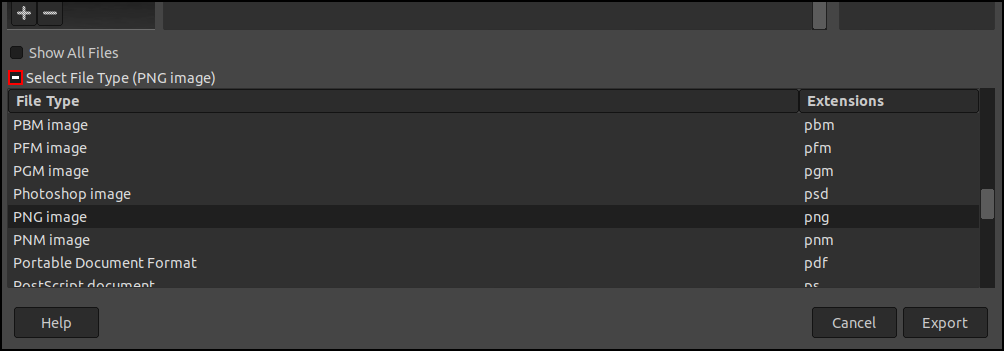 Show All Files
Select File Type (PNG image)
File Type Extensions
PBM image pbm
PFM image pfm
PGM image pgm
Photoshop image psd
PNG image png
PNM image pnm
Portable Document Format pdf
PostScript document ps
Help Cancel Export